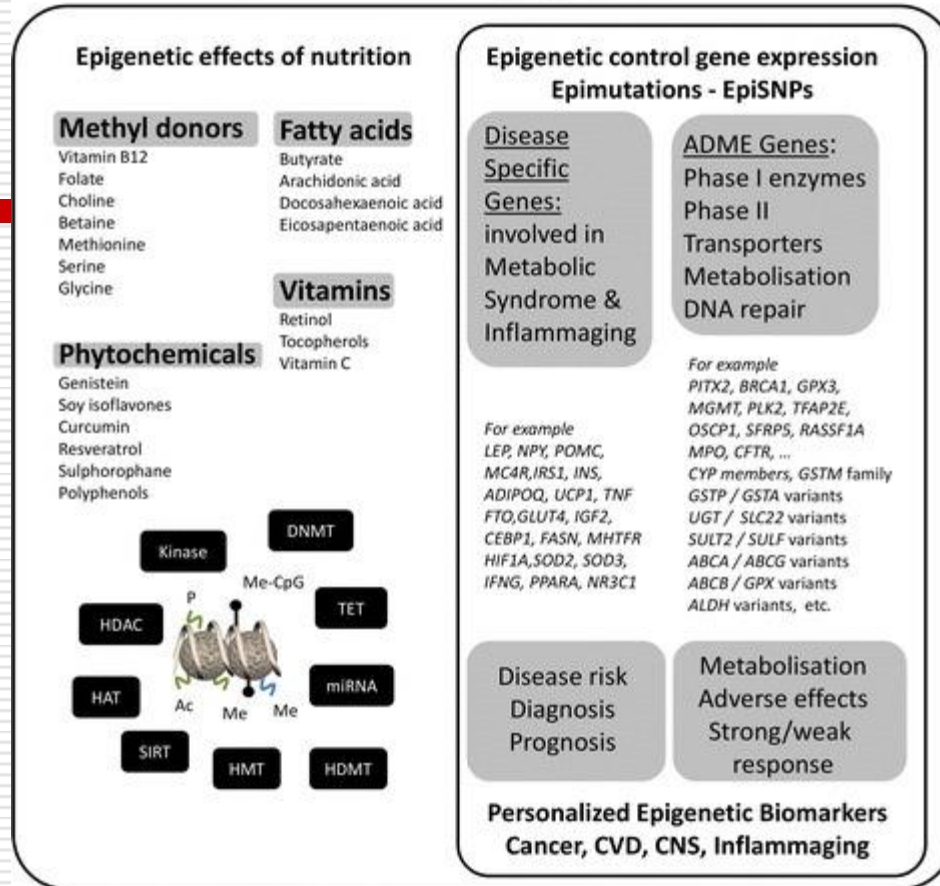 Epigenetic effects of nutrition
Methyl donors
Vitamin B12
Folate
Choline
Betaine
Methionine
Serine
Glycine
Fatty acids
Butyrate
Arachidonic acid
Docosahexaenoic acid
Eicosapentaenoic acid
Vitamins
Retinol
Tocopherols
Vitamin C
Phytochemicals
Genistein
Soy isoflavones
Curcumin
Resveratrol
Sulphorophane
Polyphenols
DNMT
Kinase
Me-CpG
P
TET
HDAC
miRNA
HAT
Ac
Me
Me
SIRT
HMT
HDMT
Epigenetic control gene expression
Epimutations - EpiSNPs
Disease
Specific
Genes:
involved in
Metabolic
Syndrome &
Inflammaging
ADME Genes:
Phase I enzymes
Phase II
Transporters
Metabolisation
DNA repair
For example
LEP, NPY, POMC,
MC4R,IRS1, INS,
ADIPOQ, UCP1, TNF
FTO,GLUT4, IGF2,
CEBP1, FASN, MHTFR
HIF1A,SOD2, SOD3,
IFNG, PPARA, NR3C1
For example
PITX2, BRCA1, GPX3,
MGMT, PLK2, TFAP2E,
OSCP1, SFRP5, RASSF1A
MPO, CFTR, ...
CYP members, GSTM family
GSTP / GSTA variants
UGT / SLC22 variants
SULT2 / SULF variants
ABCA / ABCG variants
ABCB / GPX variants
ALDH variants, etc.
Disease risk
Diagnosis
Prognosis
Metabolisation
Adverse effects
Strong/weak
response
Personalized Epigenetic Biomarkers
Cancer, CVD, CNS, Inflammaging